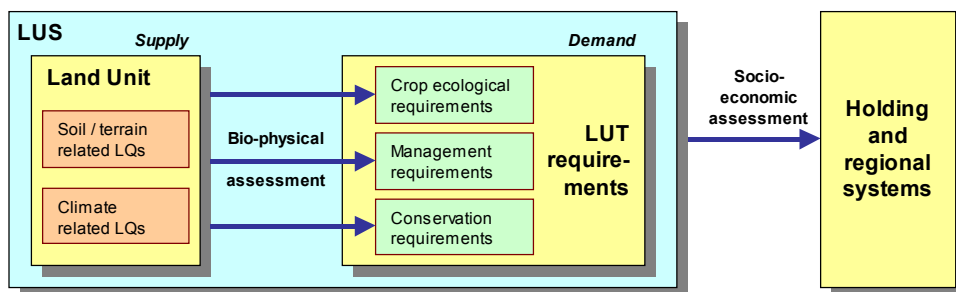 LUS
Supply
Demand
Land Unit
Soil / terrain
related LQs
Climate
related LQs
Bio-physical
assessment
Crop ecological
requirements
Management
requirements
Conservation
requirements
LUT
require-
ments
Socio-
economic
assessment
Holding
and
regional
systems